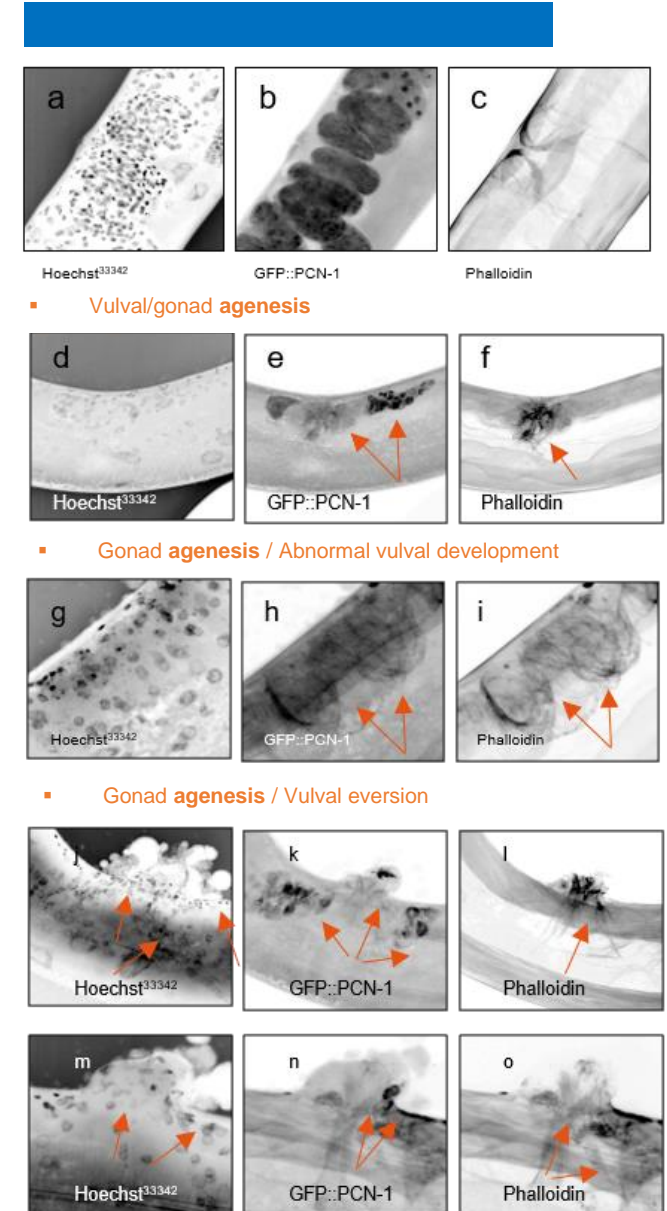 a b c
Hoechst³³³⁴² GFP::PCN-1 Phalloidin
▪ Vulval/gonad agenesis
d e f
Hoechst³³³⁴² GFP::PCN-1 Phalloidin
▪ Gonad agenesis / Abnormal vulval development
g h i
Hoechst³³³⁴² GFP::PCN-1 Phalloidin
▪ Gonad agenesis / Vulval eversion
j k l
Hoechst³³³⁴² GFP::PCN-1 Phalloidin
m n o
Hoechst³³³⁴² GFP::PCN-1 Phalloidin